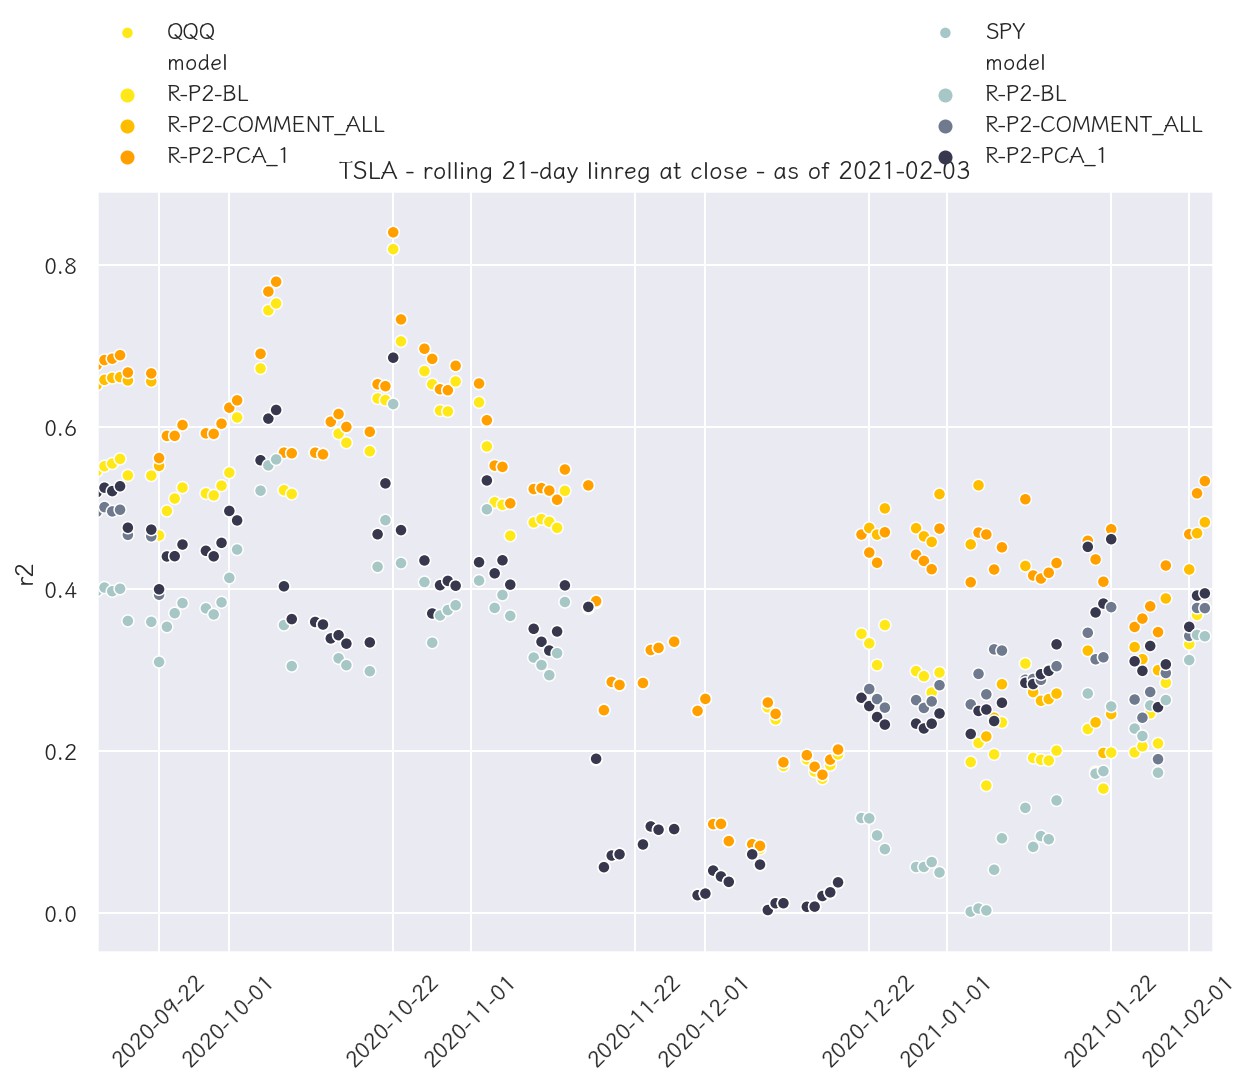 QQQ
model
R-P2-BL
R-P2-COMMENT_ALL
R-P2-PCA_1
SPY
model
R-P2-BL
R-P2-COMMENT_ALL
R-P2-PCA_1
TSLA - rolling 21-day linreg at close - as of 2021-02-03
r2
0.8
0.6
0.4
0.2
0.0
2020-09-22
2020-10-01
2020-10-22
2020-11-01
2020-11-22
2020-12-01
2020-12-22
2021-01-01
2021-01-22
2021-02-01